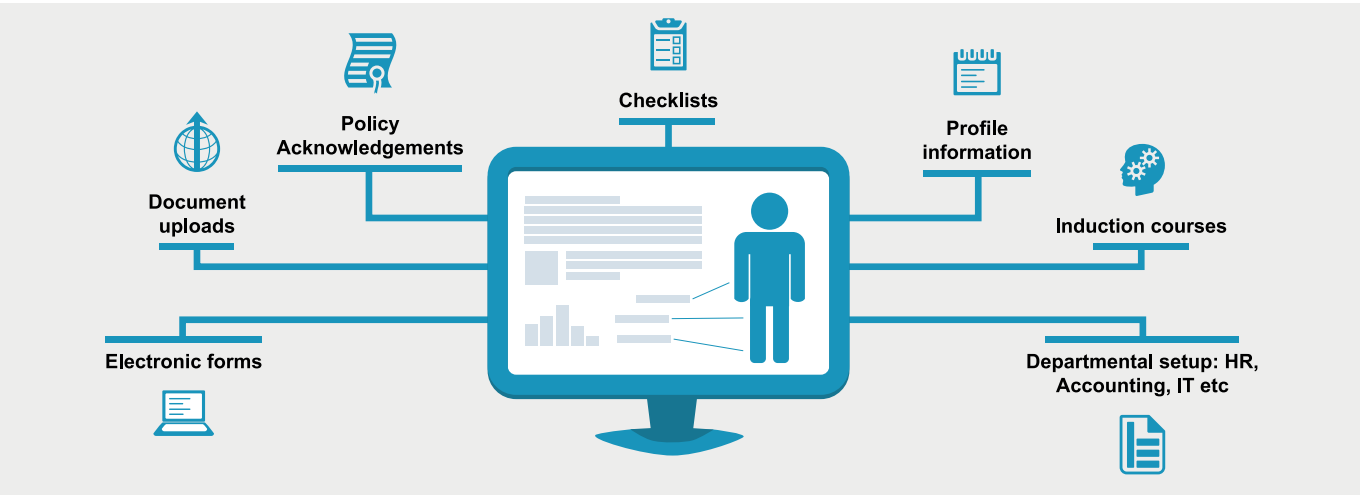 Checklists
Policy
Acknowledgements
Profile
information
Document
uploads
Induction courses
Electronic forms
Departmental setup: HR,
Accounting, IT etc